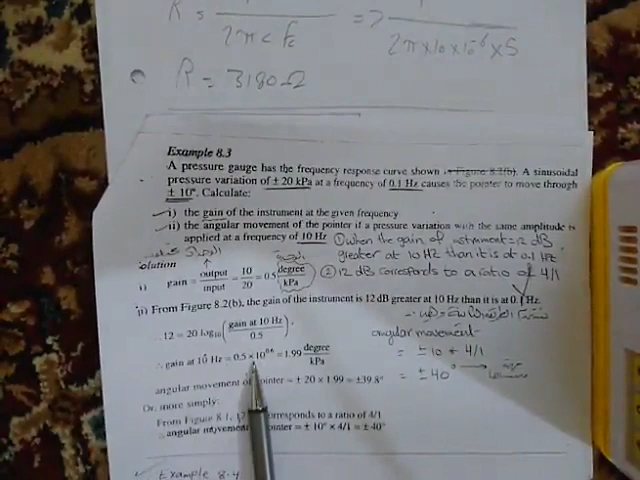 R =
2πcfc => 2π×10×10⁻⁶×5
R = 3180Ω
Example 8.3
A pressure gauge has the frequency response curve shown in Figure 8.2(b). A sinusoidal
pressure variation of ± 20 kPa at a frequency of 0.1 Hz causes the pointer to move through
± 10°. Calculate:
i) the gain of the instrument at the given frequency
ii) the angular movement of the pointer if a pressure variation with the same amplitude is
applied at a frequency of 10 Hz
① when the gain of instrument = 12 dB
greater at 10 Hz than it is at 0.1 Hz
Solution
i) gain = output/input = 10/20 = 0.5 degree/kPa
② 12 dB corresponds to a ratio of 4/1
ii) From Figure 8.2(b), the gain of the instrument is 12 dB greater at 10 Hz than it is at 0.1 Hz.
∴ 12 = 20 log₁₀(gain at 10 Hz/0.5)
∴ gain at 10 Hz = 0.5 × 10^0.6 = 1.99 degree/kPa
angular movement of pointer = ± 20 × 1.99 = ±39.8°
angular movement
= ± 10 + 4/1
= ± 40°
Or, more simply:
From Figure 8.1, 12 corresponds to a ratio of 4/1
∴ angular movement pointer = ± 10° × 4/1 = ± 40°
Example 8.4